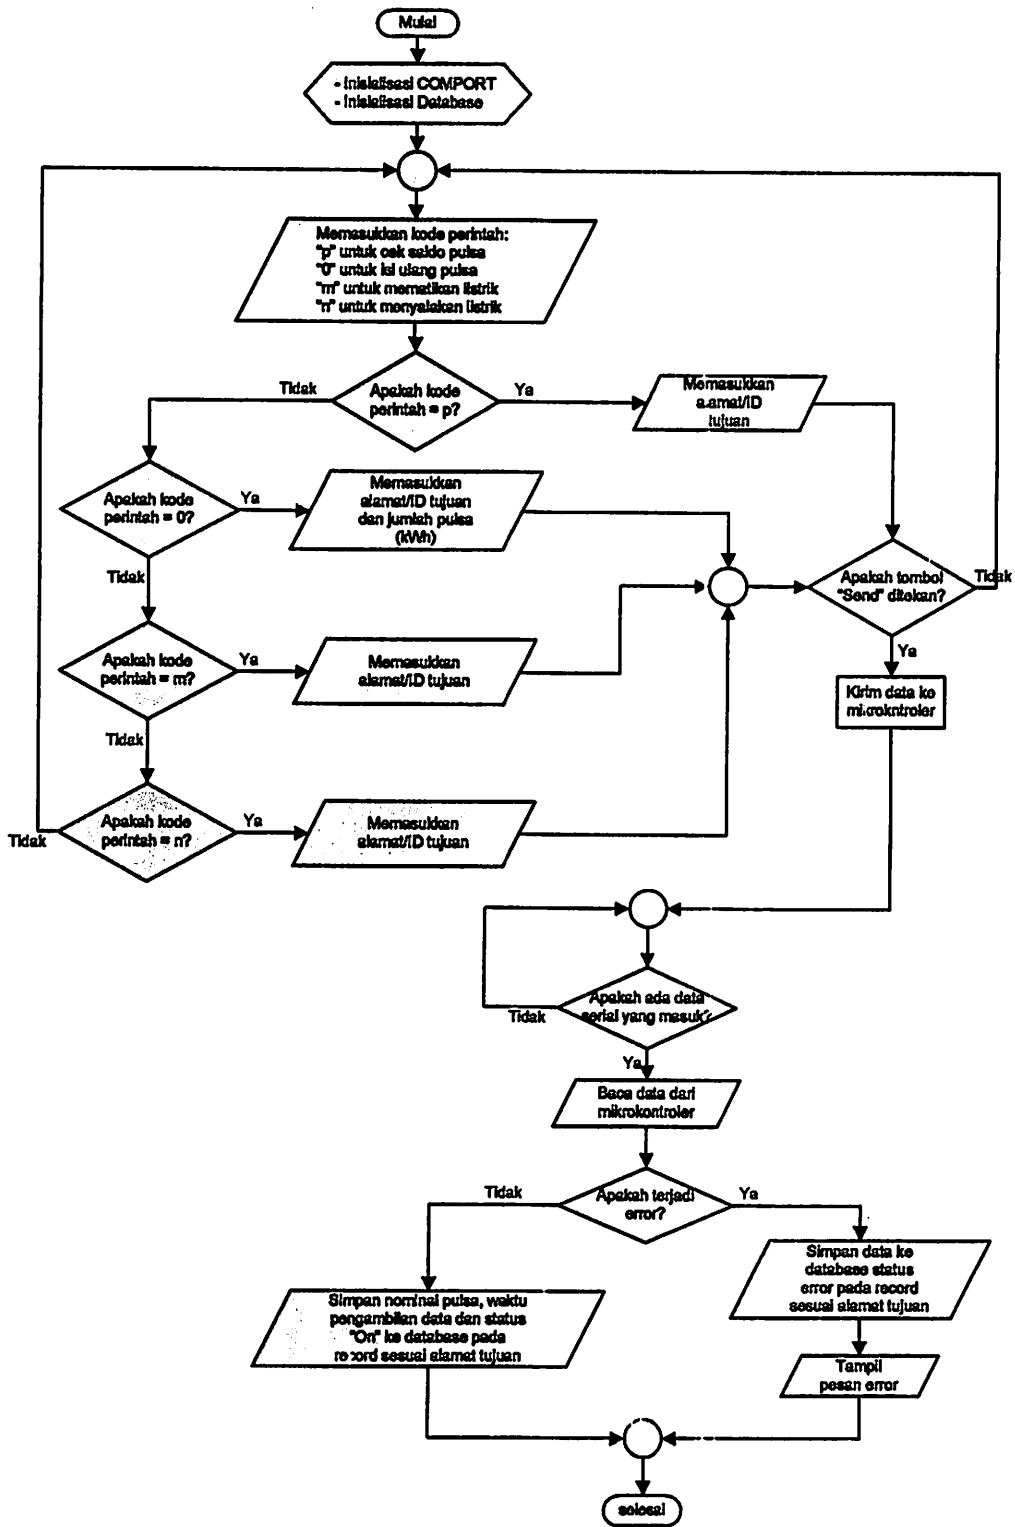 Mulai
- Inisialisasi COMPORT
- Inisialisasi Database
Memasukkan kode perintah:
"p" untuk cek saldo pulsa
"0" untuk isi ulang pulsa
"m" untuk mematikan listrik
"n" untuk menyalakan listrik
Tidak
Apakah kode
perintah = p?
Ya
Memasukkan
alamat/ID
tujuan
Apakah kode
perintah = 0?
Ya
Memasukkan
alamat/ID tujuan
dan jumlah pulsa
(kWh)
Tidak
Apakah tombol
"Send" ditekan?
Tidak
Ya
Apakah kode
perintah = m?
Ya
Memasukkan
alamat/ID tujuan
Kirim data ke
mikrokntroler
Tidak
Apakah kode
perintah = n?
Ya
Tidak
Memasukkan
alamat/ID tujuan
Apakah ada data
serial yang masuk?
Tidak
Ya
Baca data dari
mikrokontroler
Tidak
Apakah terjadi
error?
Ya
Simpan data ke
database status
error pada record
sesuai alamat tujuan
Simpan nominal pulsa, waktu
pengambilan data dan status
"On" ke database pada
record sesuai alamat tujuan
Tampil
pesan error
selesai